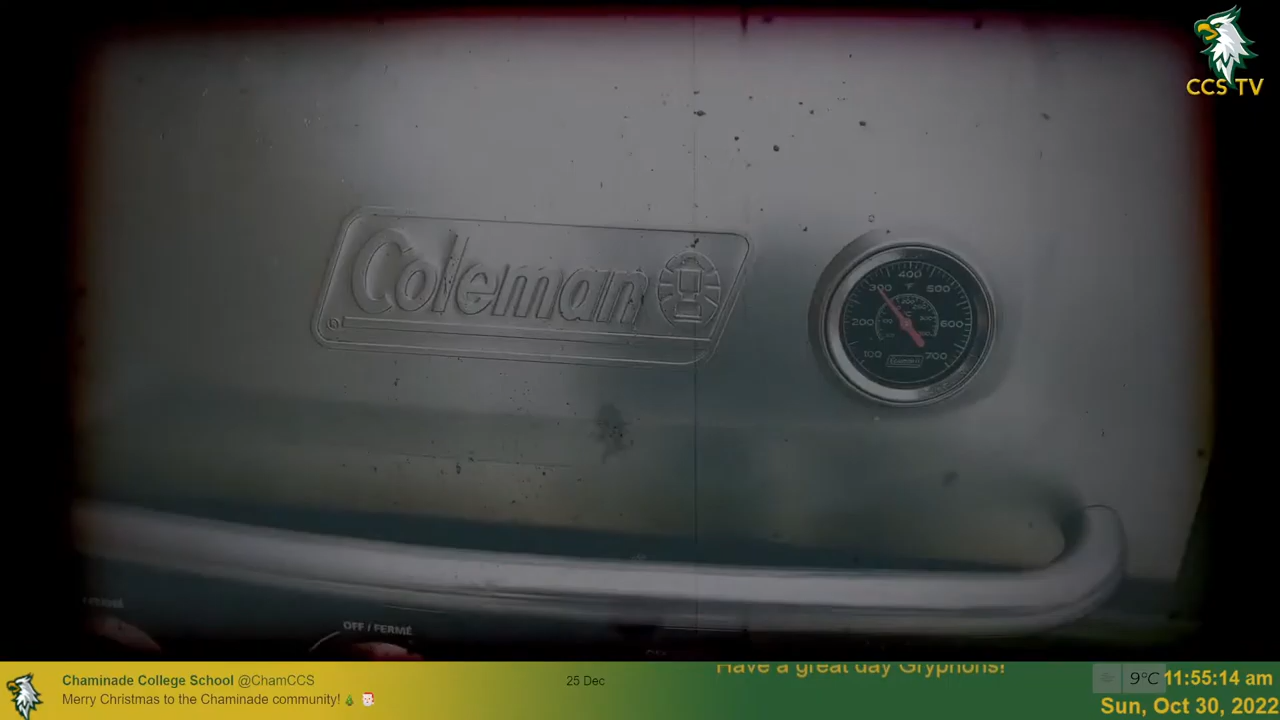 CCS TV
Coleman
400
300
°F
500
200
600
100
700
OFF / FERMÉ
Have a great day Gryphons!
Chaminade College School @ChamCCS
25 Dec
Merry Christmas to the Chaminade community! 🎄 🎅
9°C
11:55:14 am
Sun, Oct 30, 2022